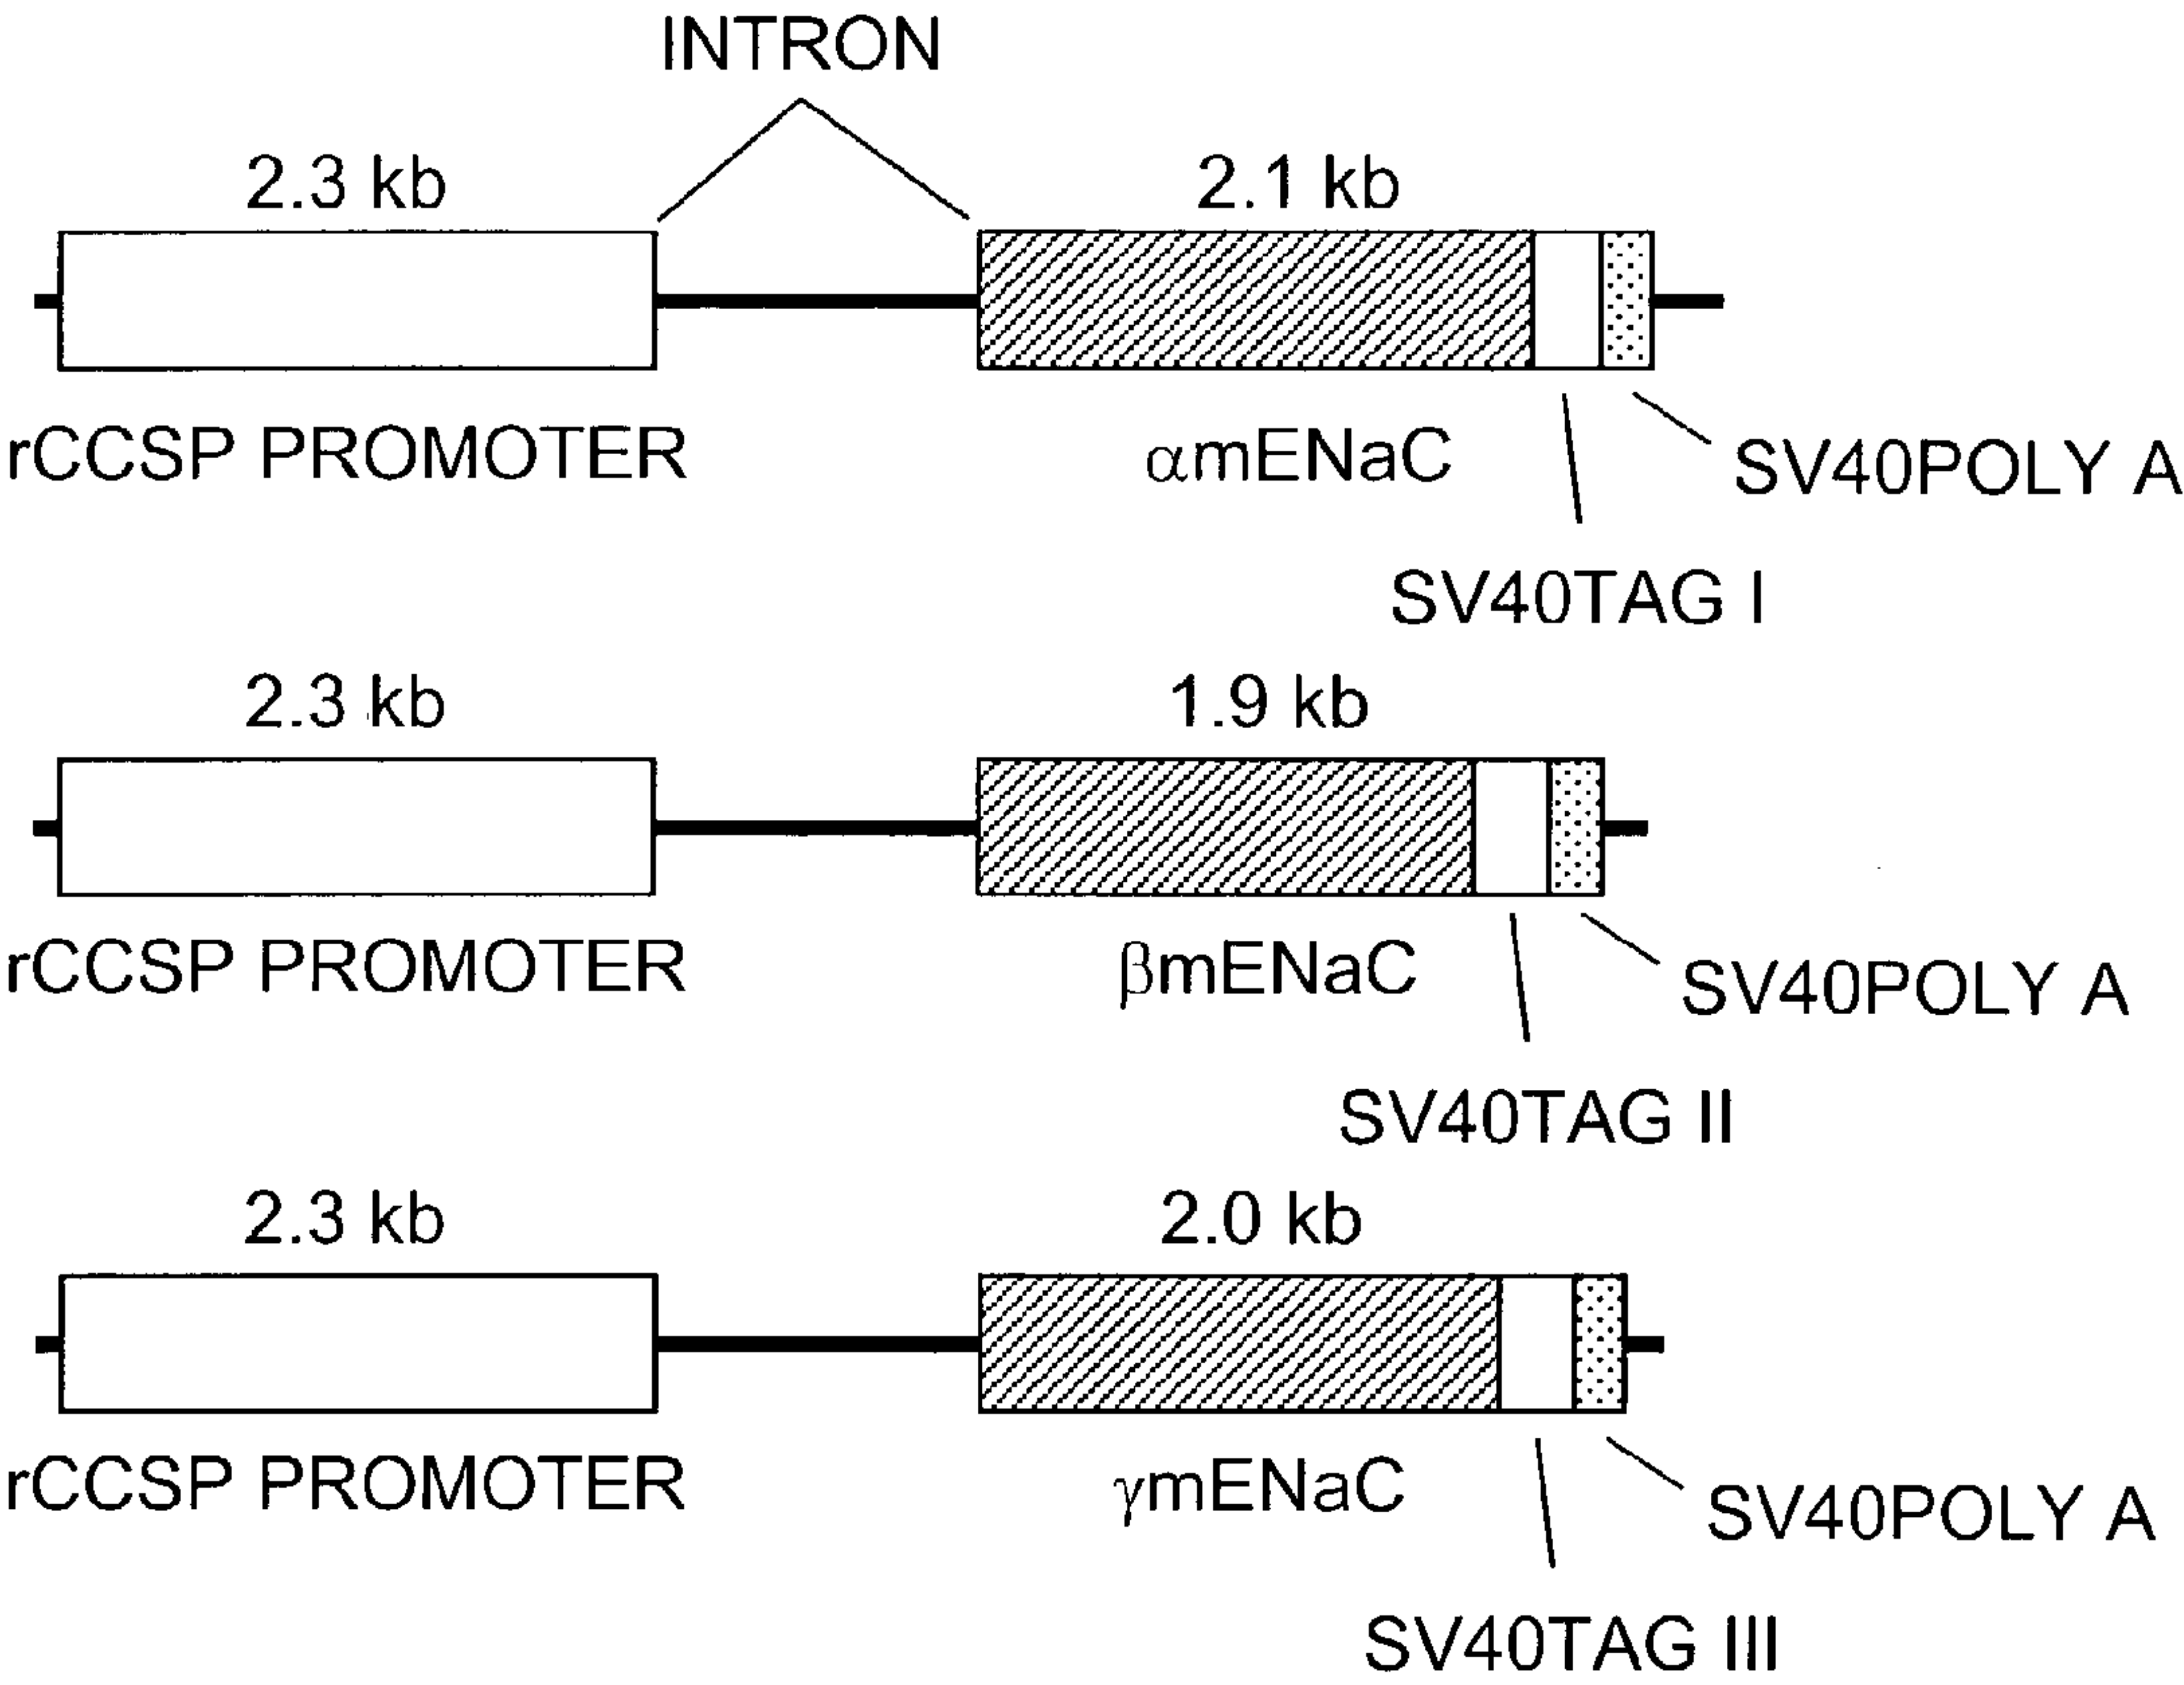 INTRON
2.3 kb
2.1 kb
rCCSP PROMOTER
αmENaC
SV40POLY A
SV40TAG I
2.3 kb
1.9 kb
rCCSP PROMOTER
βmENaC
SV40POLY A
SV40TAG II
2.3 kb
2.0 kb
rCCSP PROMOTER
γmENaC
SV40POLY A
SV40TAG III